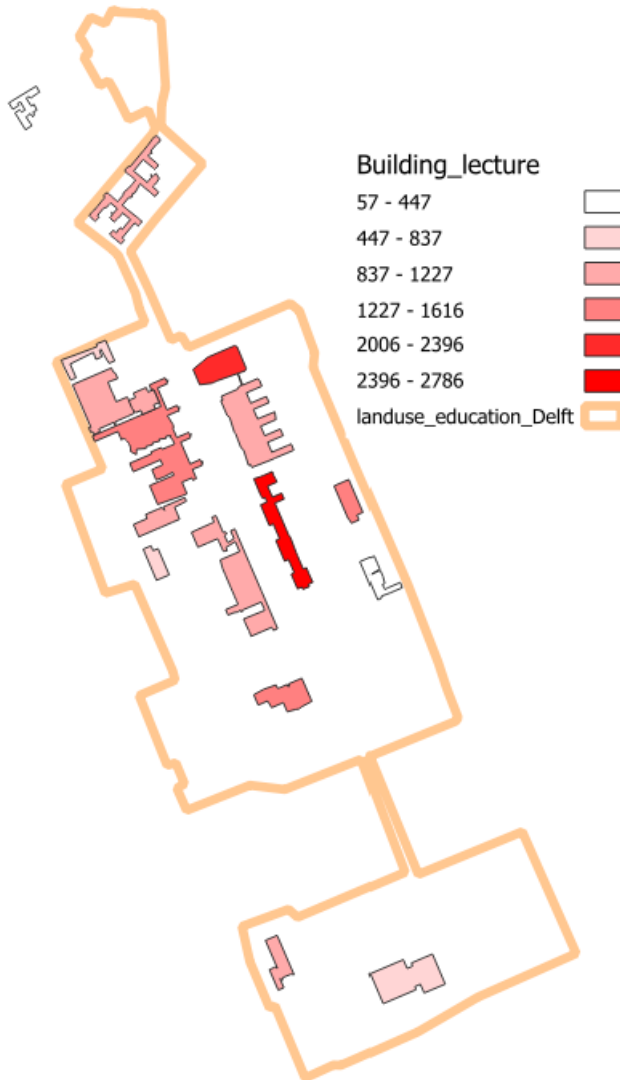 Building_lecture
57 - 447
447 - 837
837 - 1227
1227 - 1616
2006 - 2396
2396 - 2786
landuse_education_Delft